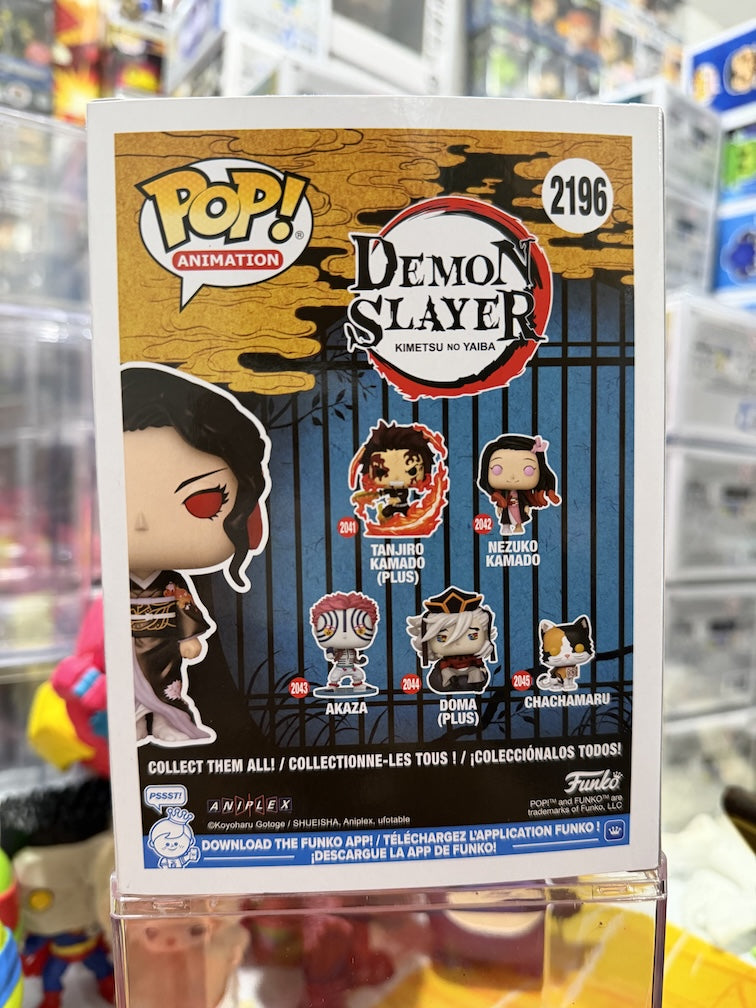 POP!
ANIMATION
2196
DEMON
SLAYER
KIMETSU NO YAIBA
2041
TANJIRO
KAMADO
(PLUS)
2042
NEZUKO
KAMADO
2043
AKAZA
2044
DOMA
(PLUS)
2045
CHACHAMARU
COLLECT THEM ALL! / COLLECTIONNE-LES TOUS ! / ¡COLECCIÓNALOS TODOS!
Funko
POP!™ and FUNKO™ are
trademarks of Funko, LLC
PSSST!
ANIPLEX
©Koyoharu Gotoge / SHUEISHA, Aniplex, ufotable
DOWNLOAD THE FUNKO APP! / TÉLÉCHARGEZ L'APPLICATION FUNKO !
¡DESCARGUE LA APP DE FUNKO!